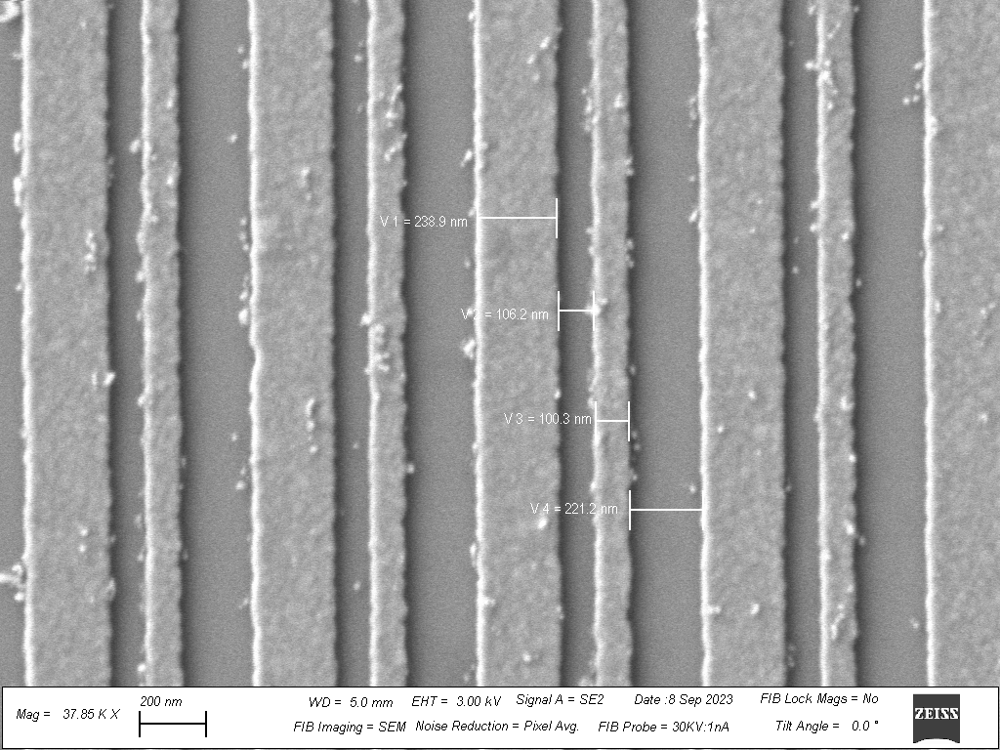 V 1 = 238.9 nm
V 2 = 106.2 nm
V 3 = 100.3 nm
V 4 = 221.2 nm
Mag = 37.85 K X
200 nm
WD = 5.0 mm EHT = 3.00 kV Signal A = SE2 Date :8 Sep 2023 FIB Lock Mags = No
FIB Imaging = SEM Noise Reduction = Pixel Avg. FIB Probe = 30KV:1nA Tilt Angle = 0.0 °
ZEISS